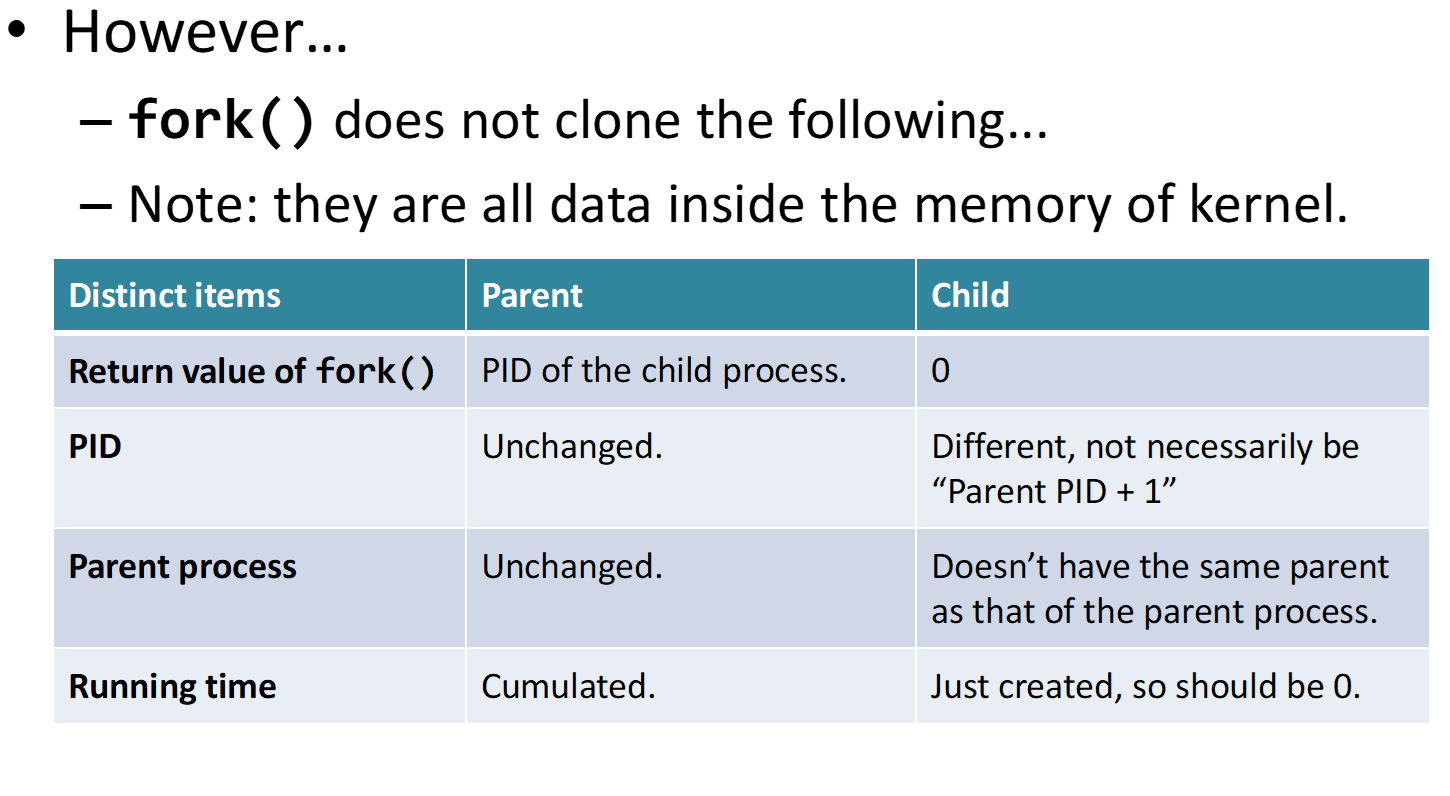 • However…
– fork() does not clone the following…
– Note: they are all data inside the memory of kernel.
Distinct items Parent Child
Return value of fork() PID of the child process. 0
PID Unchanged. Different, not necessarily be
“Parent PID + 1”
Parent process Unchanged. Doesn’t have the same parent
as that of the parent process.
Running time Cumulated. Just created, so should be 0.